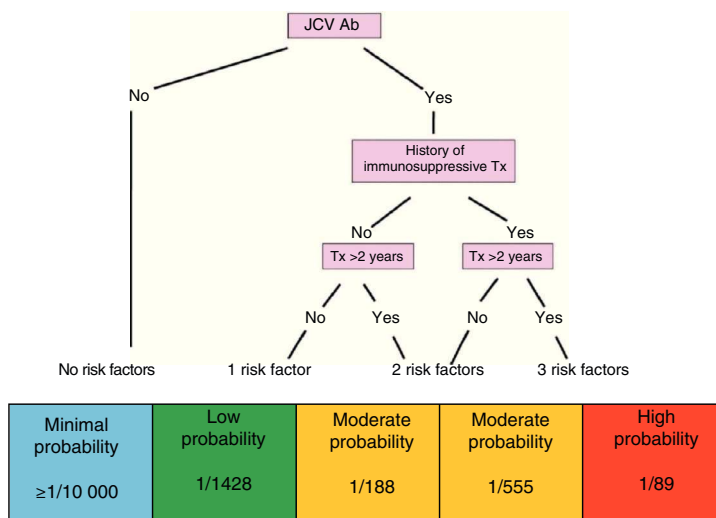 JCV Ab
No
Yes
History of
immunosuppressive Tx
No
Yes
Tx >2 years
Tx >2 years
No
Yes
No
Yes
No risk factors
1 risk factor
2 risk factors
3 risk factors
Minimal
probability
≥1/10 000
Low
probability
1/1428
Moderate
probability
1/188
Moderate
probability
1/555
High
probability
1/89